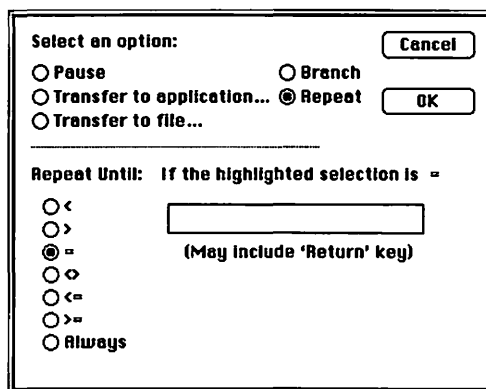 Select an option:
Cancel
Pause
Branch
Transfer to application...
Repeat
OK
Transfer to file...
Repeat Until: If the highlighted selection is =
<
>
=
(May include 'Return' key)
<>
<=
>=
Always